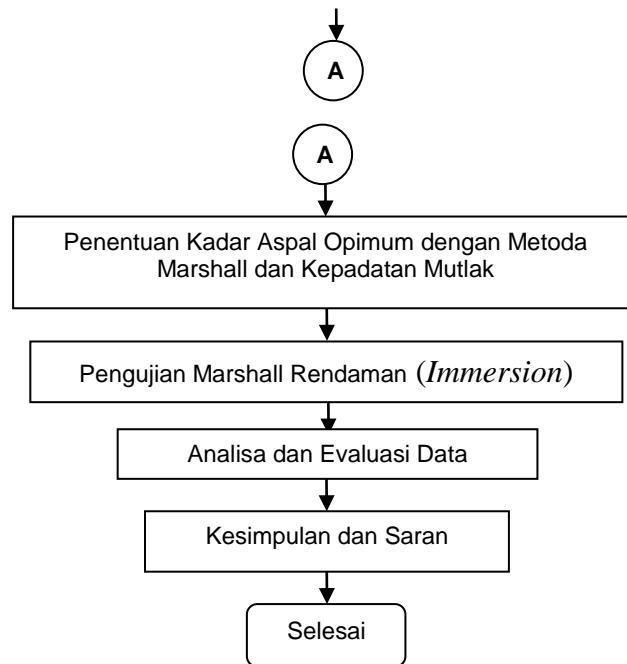 A
A
Penentuan Kadar Aspal Opimum dengan Metoda
Marshall dan Kepadatan Mutlak
Pengujian Marshall Rendaman (Immersion)
Analisa dan Evaluasi Data
Kesimpulan dan Saran
Selesai